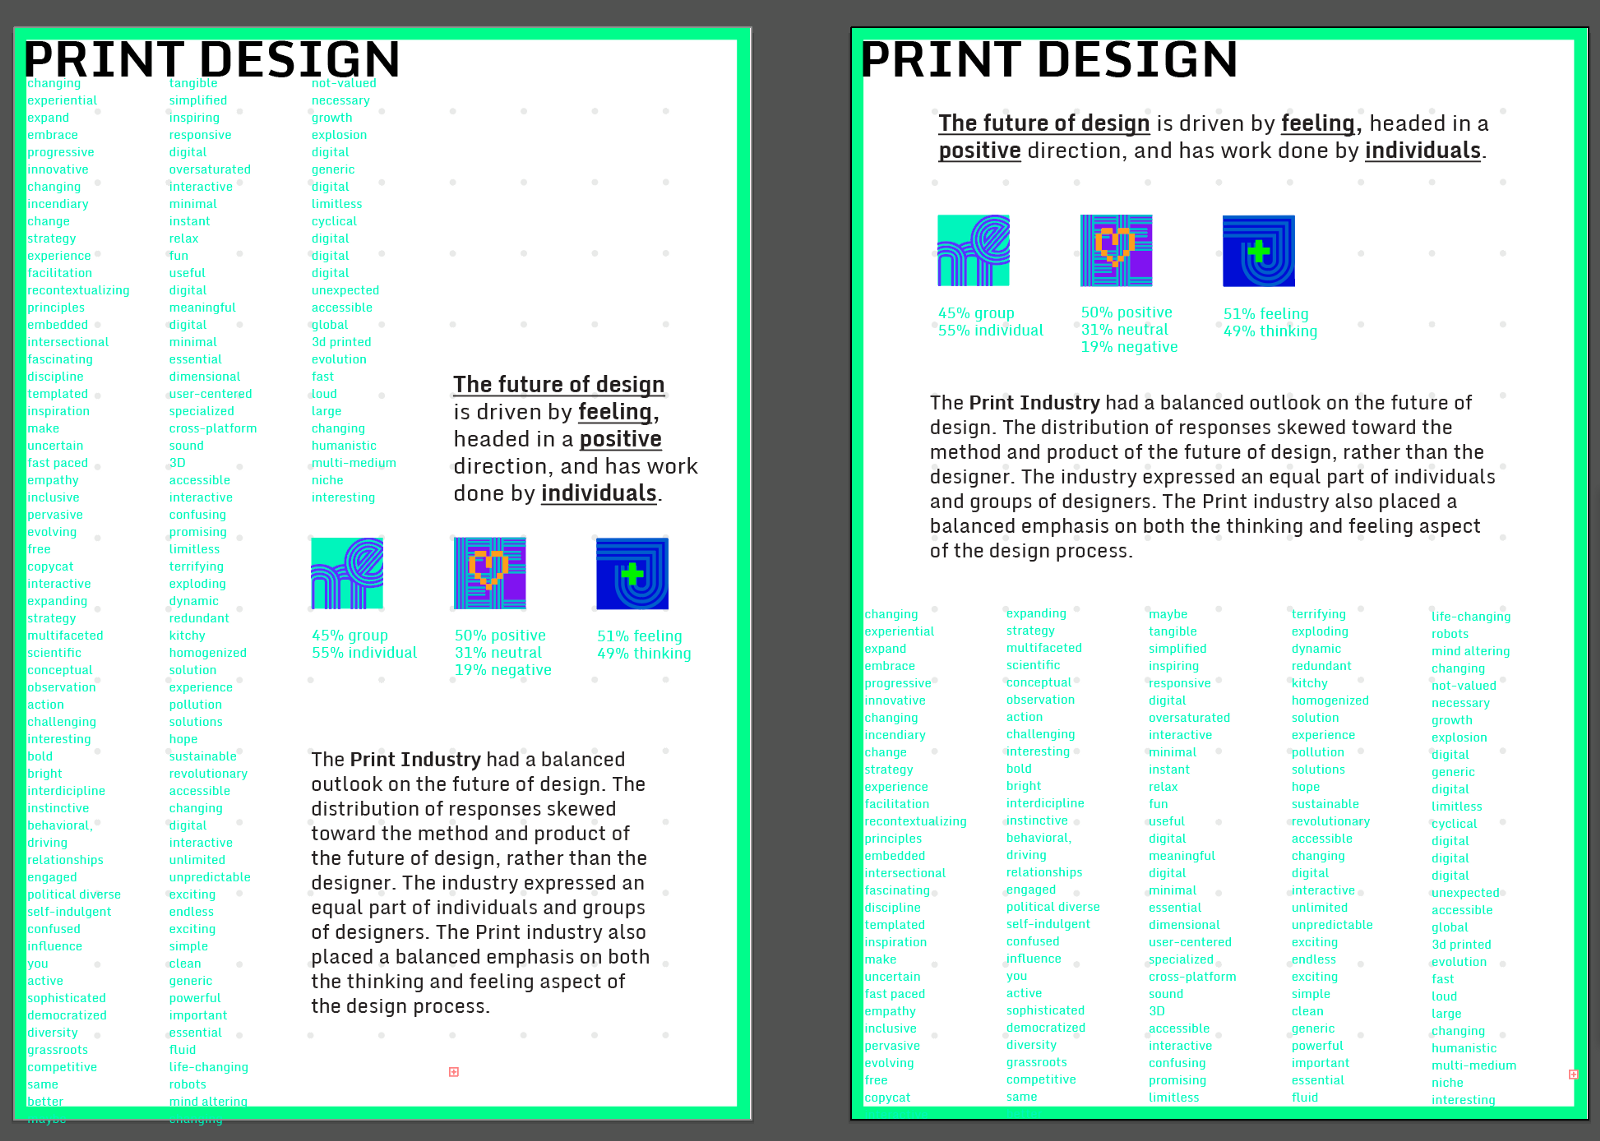 PRINT DESIGN
changing
experiential
expand
embrace
progressive
innovative
changing
incendiary
change
strategy
experience
facilitation
recontextualizing
principles
embedded
intersectional
fascinating
discipline
templated
inspiration
make
uncertain
fast paced
empathy
inclusive
pervasive
evolving
free
copycat
interactive
expanding
strategy
multifaceted
scientific
conceptual
observation
action
challenging
interesting
bold
bright
interdicipline
instinctive
behavioral,
driving
relationships
engaged
political diverse
self-indulgent
confused
influence
you
active
sophisticated
democratized
diversity
grassroots
competitive
same
better
maybe
tangible
simplified
inspiring
responsive
digital
oversaturated
interactive
minimal
instant
relax
fun
useful
digital
meaningful
digital
minimal
essential
dimensional
user-centered
specialized
cross-platform
sound
3D
accessible
interactive
confusing
promising
limitless
terrifying
exploding
dynamic
redundant
kitchy
homogenized
solution
experience
pollution
solutions
hope
sustainable
revolutionary
accessible
changing
digital
interactive
unlimited
unpredictable
exciting
endless
exciting
simple
clean
generic
powerful
important
essential
fluid
life-changing
robots
mind altering
changing
not-valued
necessary
growth
explosion
digital
generic
digital
limitless
cyclical
digital
digital
digital
unexpected
accessible
global
3d printed
evolution
fast
loud
large
changing
humanistic
multi-medium
niche
interesting
The future of design
is driven by feeling,
headed in a positive
direction, and has work
done by individuals.
45% group
55% individual
50% positive
31% neutral
19% negative
51% feeling
49% thinking
The Print Industry had a balanced
outlook on the future of design. The
distribution of responses skewed
toward the method and product of
the future of design, rather than the
designer. The industry expressed an
equal part of individuals and groups
of designers. The Print industry also
placed a balanced emphasis on both
the thinking and feeling aspect of
the design process.
PRINT DESIGN
The future of design is driven by feeling, headed in a
positive direction, and has work done by individuals.
45% group
55% individual
50% positive
31% neutral
19% negative
51% feeling
49% thinking
The Print Industry had a balanced outlook on the future of
design. The distribution of responses skewed toward the
method and product of the future of design, rather than the
designer. The industry expressed an equal part of individuals
and groups of designers. The Print industry also placed a
balanced emphasis on both the thinking and feeling aspect
of the design process.
changing
experiential
expand
embrace
progressive
innovative
changing
incendiary
change
strategy
experience
facilitation
recontextualizing
principles
embedded
intersectional
fascinating
discipline
templated
inspiration
make
uncertain
fast paced
empathy
inclusive
pervasive
evolving
free
copycat
expanding
strategy
multifaceted
scientific
conceptual
observation
action
challenging
interesting
bold
bright
interdicipline
instinctive
behavioral,
driving
relationships
engaged
political diverse
self-indulgent
confused
influence
you
active
sophisticated
democratized
diversity
grassroots
competitive
same
maybe
tangible
simplified
inspiring
responsive
digital
oversaturated
interactive
minimal
instant
relax
fun
useful
digital
meaningful
digital
minimal
essential
dimensional
user-centered
specialized
cross-platform
sound
3D
accessible
interactive
confusing
promising
limitless
terrifying
exploding
dynamic
redundant
kitchy
homogenized
solution
experience
pollution
solutions
hope
sustainable
revolutionary
accessible
changing
digital
interactive
unlimited
unpredictable
exciting
endless
exciting
simple
clean
generic
powerful
important
essential
fluid
life-changing
robots
mind altering
changing
not-valued
necessary
growth
explosion
digital
generic
digital
limitless
cyclical
digital
digital
digital
unexpected
accessible
global
3d printed
evolution
fast
loud
large
changing
humanistic
multi-medium
niche
interesting